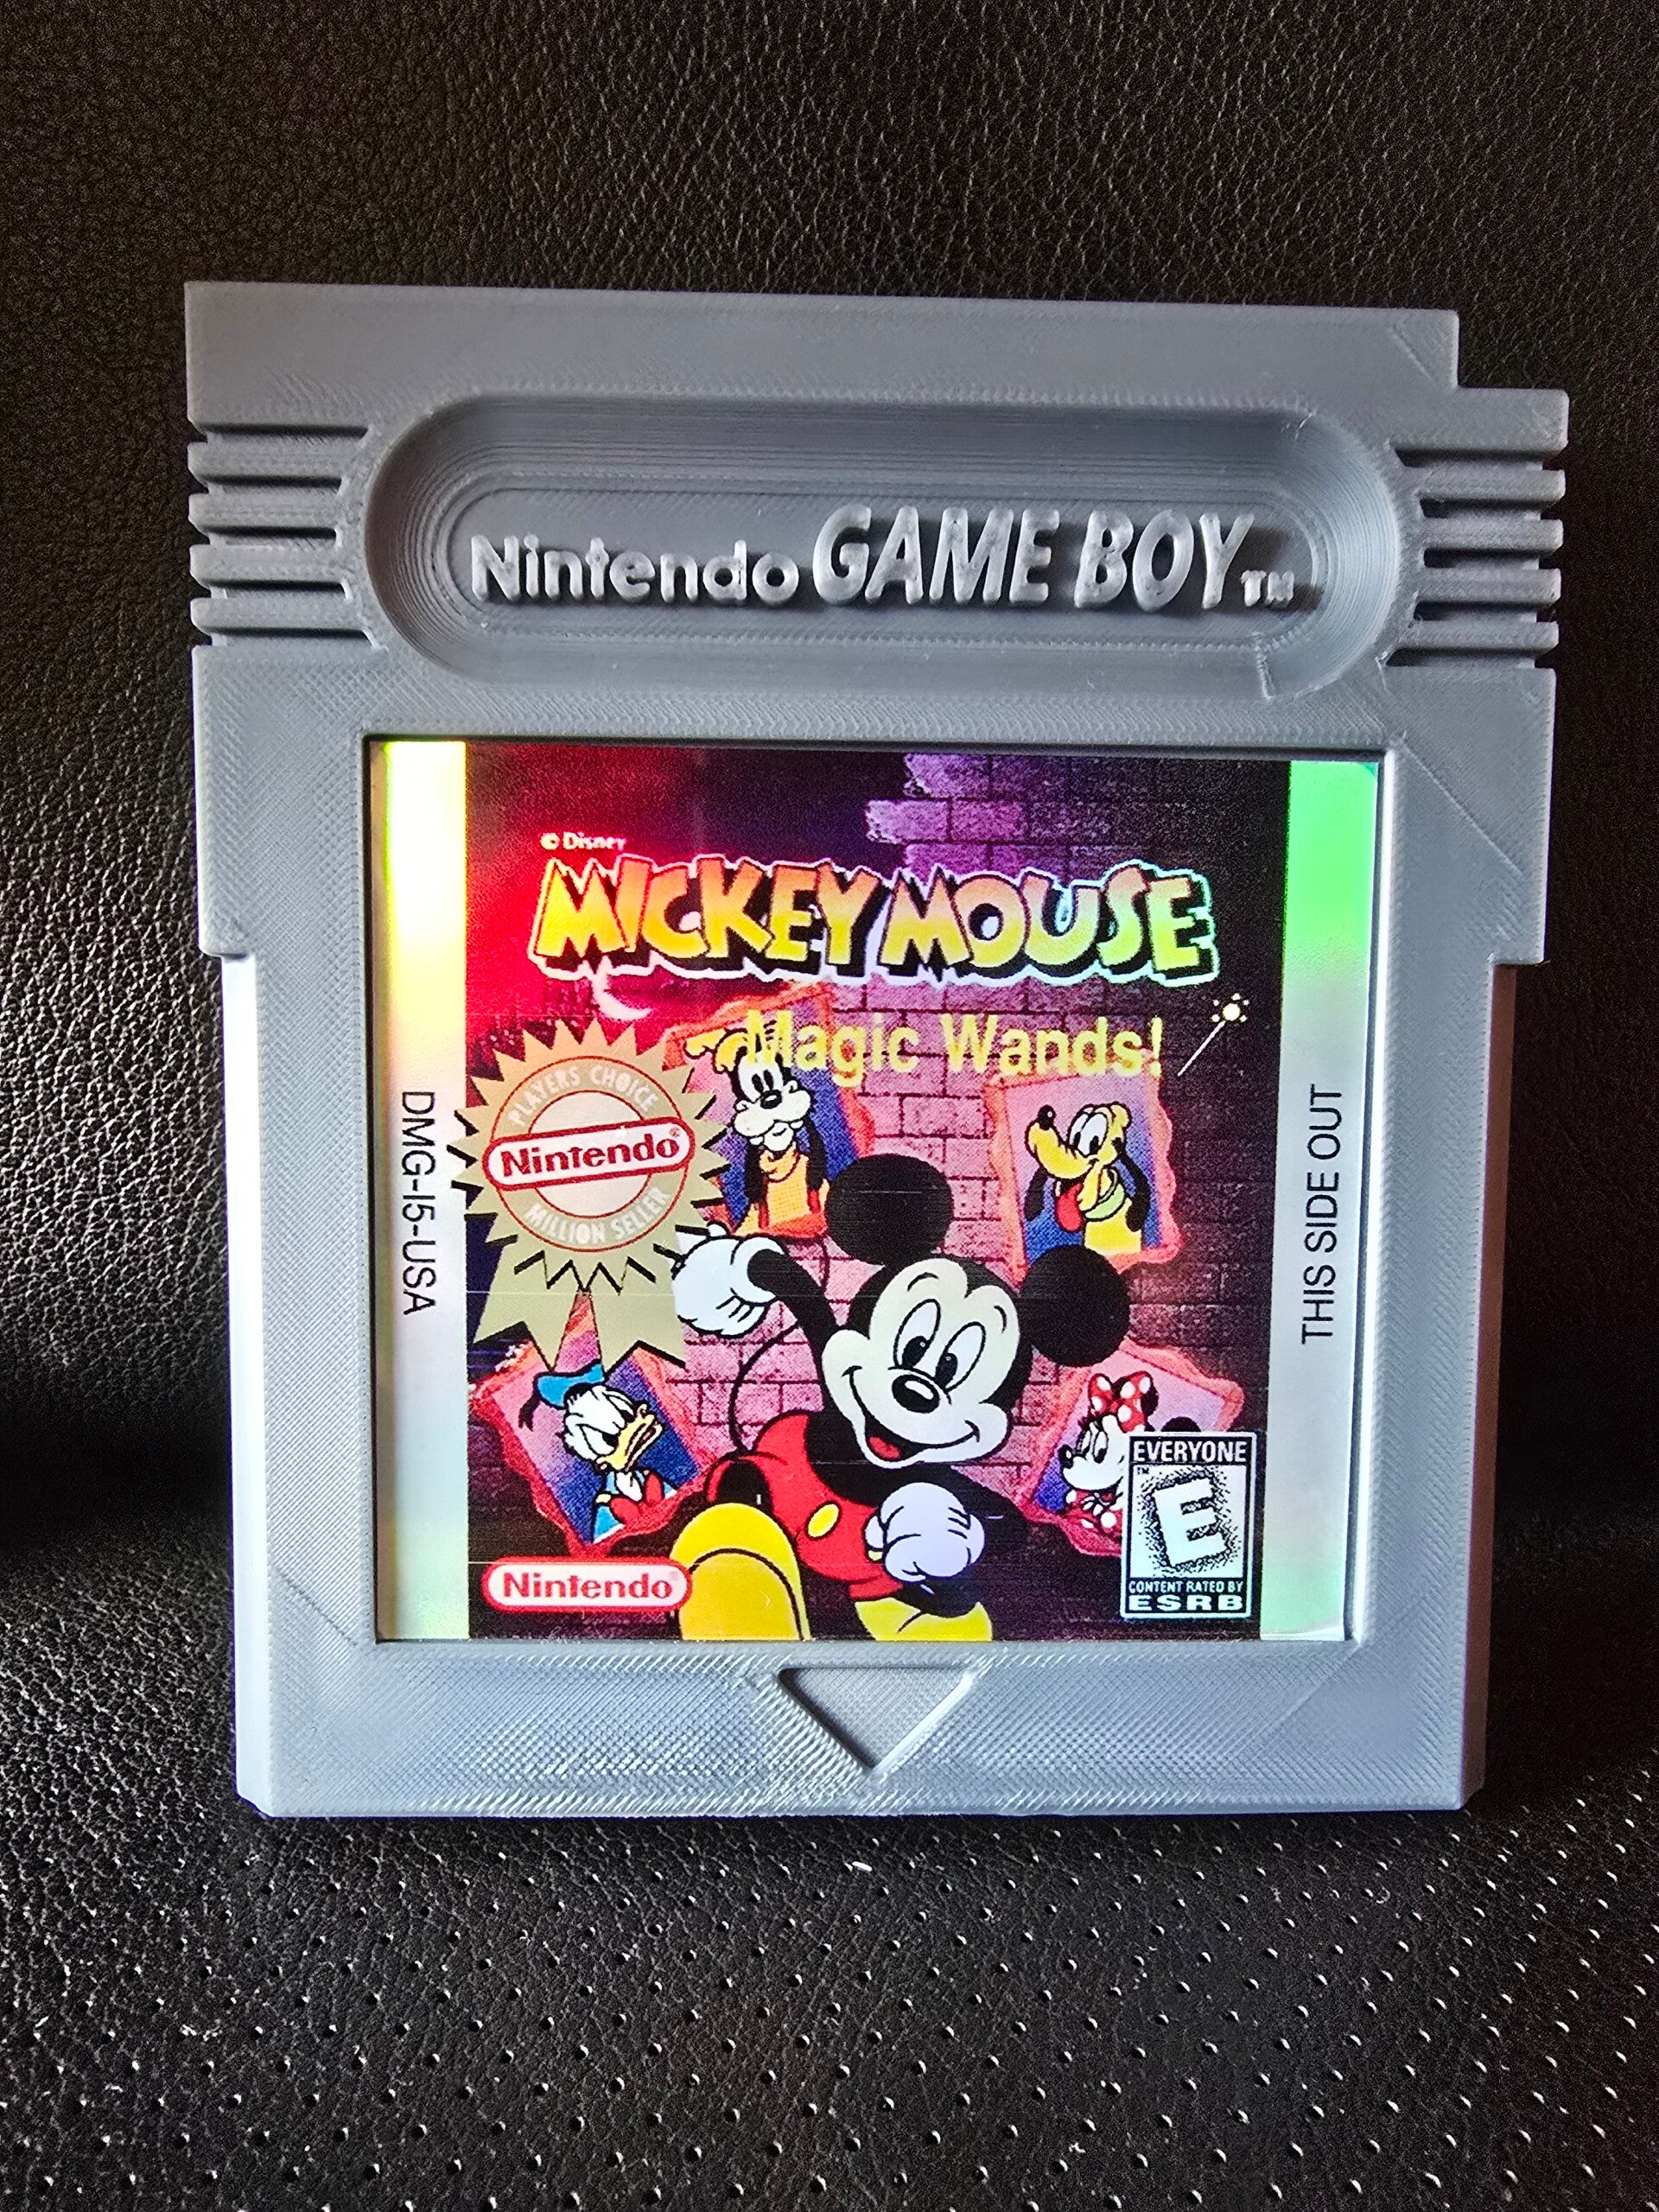 Nintendo GAME BOY TM
© Disney
MICKEY MOUSE
Magic Wands!
PLAYERS CHOICE
Nintendo®
MILLION SELLER
DMG-I5-USA
THIS SIDE OUT
EVERYONE
TM
E
CONTENT RATED BY
ESRB
Nintendo®